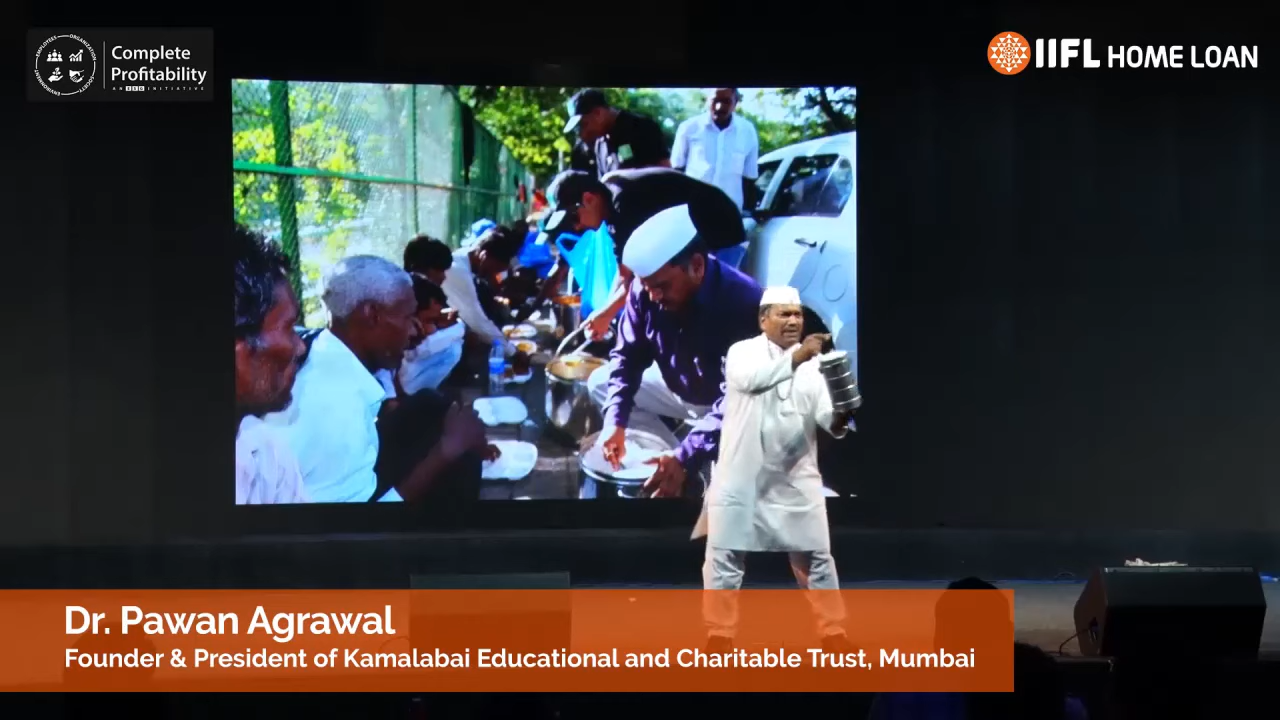 Complete
Profitability
IIFL HOME LOAN
Dr. Pawan Agrawal
Founder & President of Kamalabai Educational and Charitable Trust, Mumbai